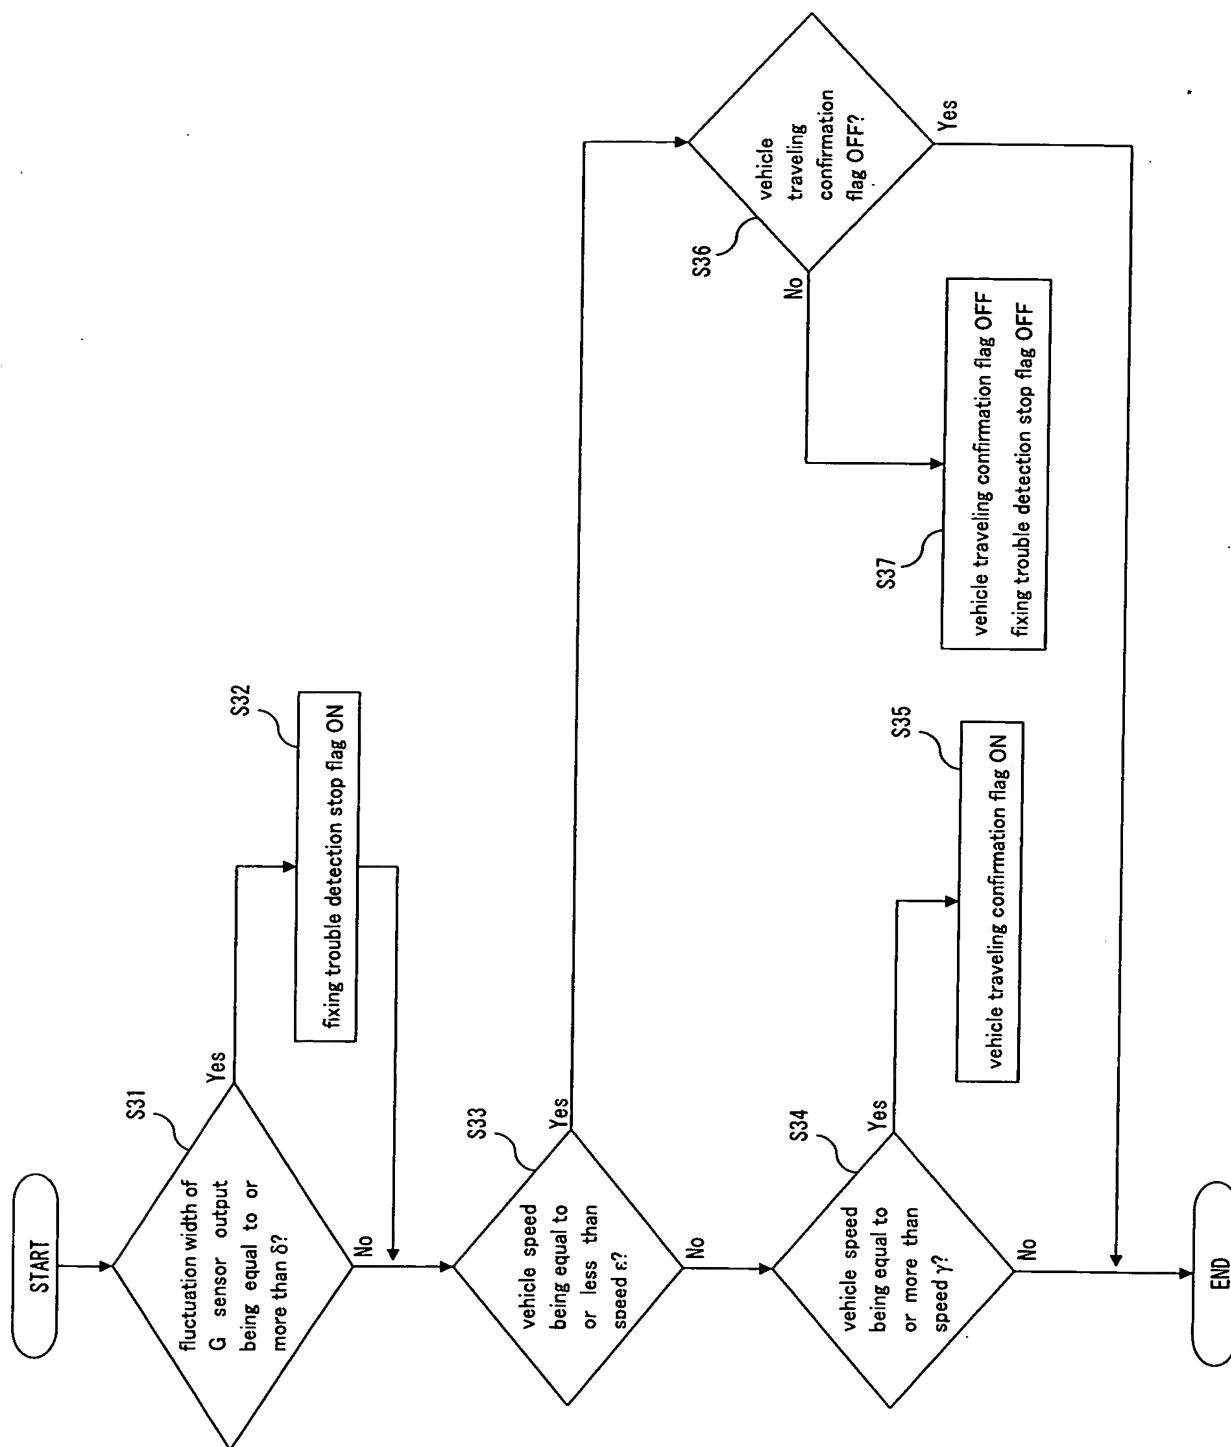 START
S31
fluctuation width of
G sensor output
being equal to or
more than δ?
Yes
No
S32
fixing trouble detection stop flag ON
S33
vehicle speed
being equal to
or less than
speed ε?
Yes
No
S34
vehicle speed
being equal to
or more than
speed γ?
Yes
No
S35
vehicle traveling confirmation flag ON
S36
vehicle
traveling
confirmation
flag OFF?
No
Yes
S37
vehicle traveling confirmation flag OFF
fixing trouble detection stop flag OFF
END